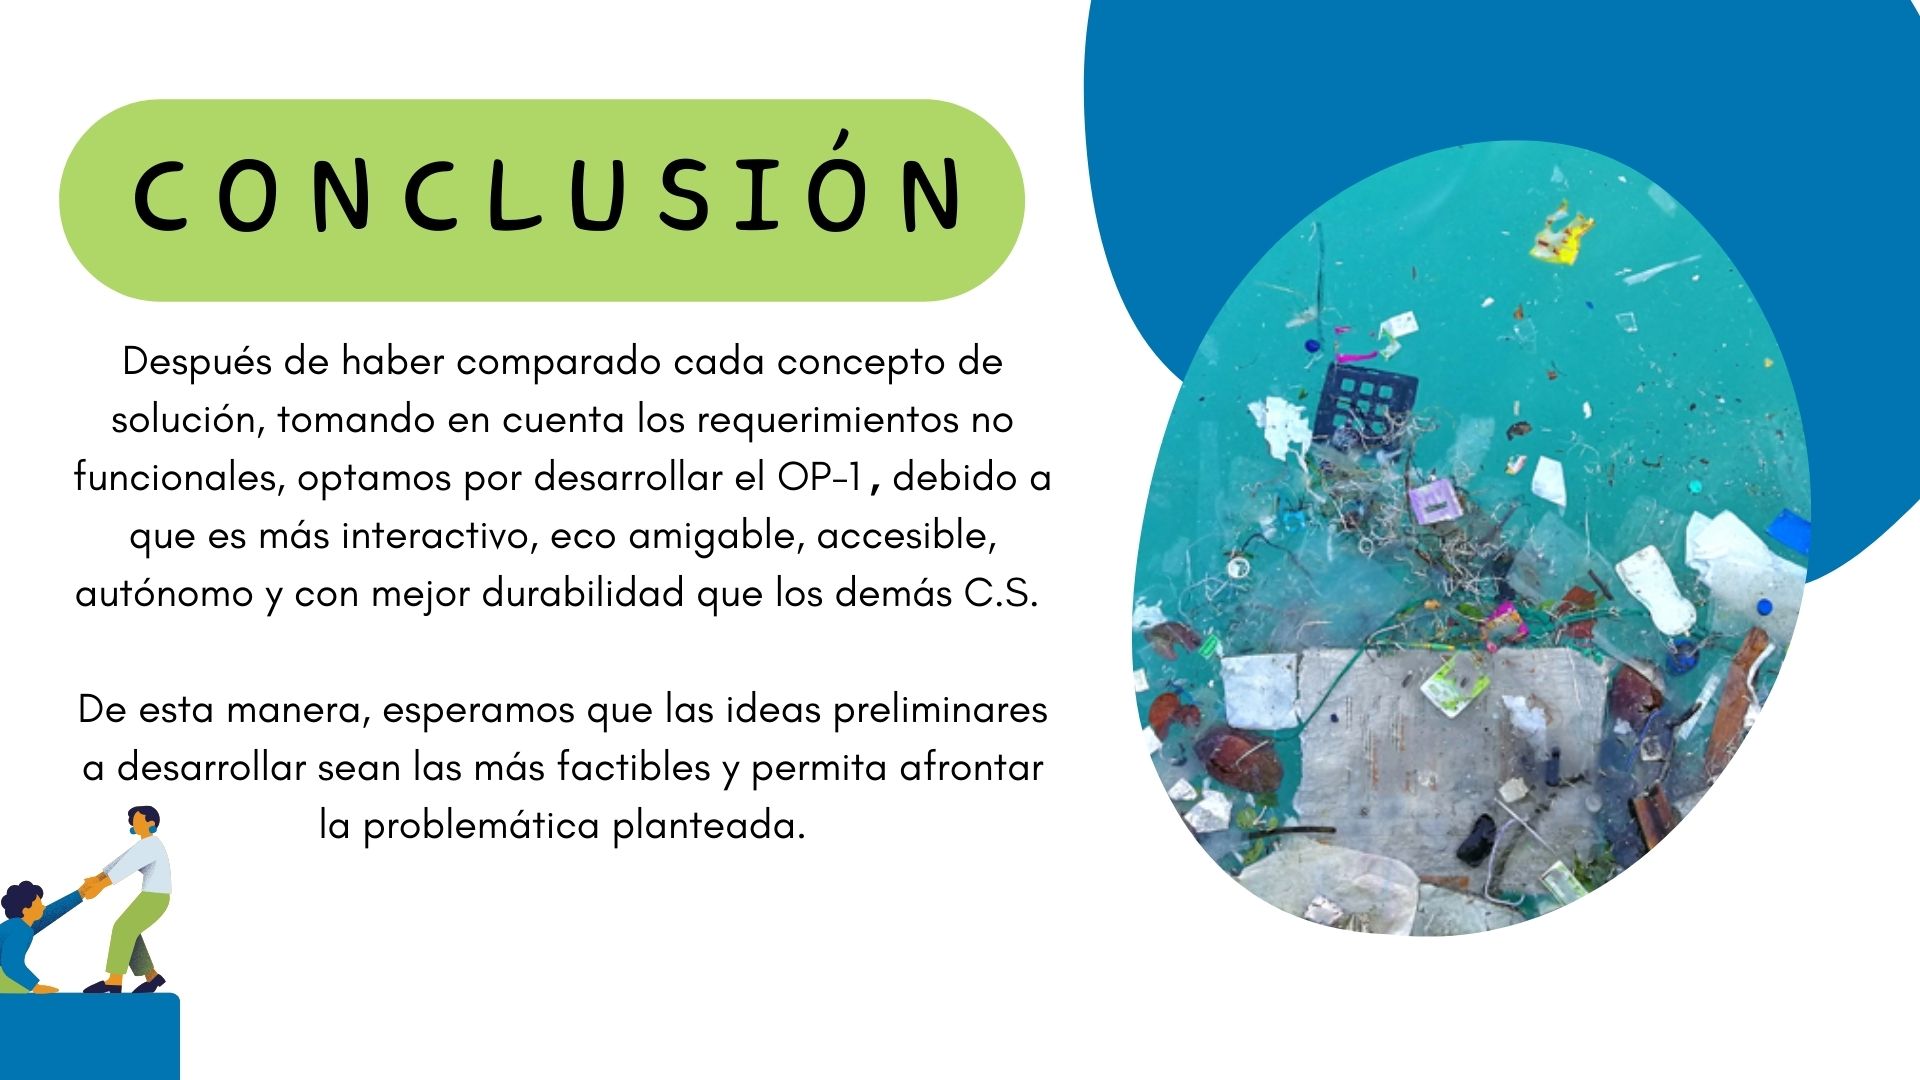 CONCLUSIÓN
Después de haber comparado cada concepto de
solución, tomando en cuenta los requerimientos no
funcionales, optamos por desarrollar el OP-1, debido a
que es más interactivo, eco amigable, accesible,
autónomo y con mejor durabilidad que los demás C.S.
De esta manera, esperamos que las ideas preliminares
a desarrollar sean las más factibles y permita afrontar
la problemática planteada.